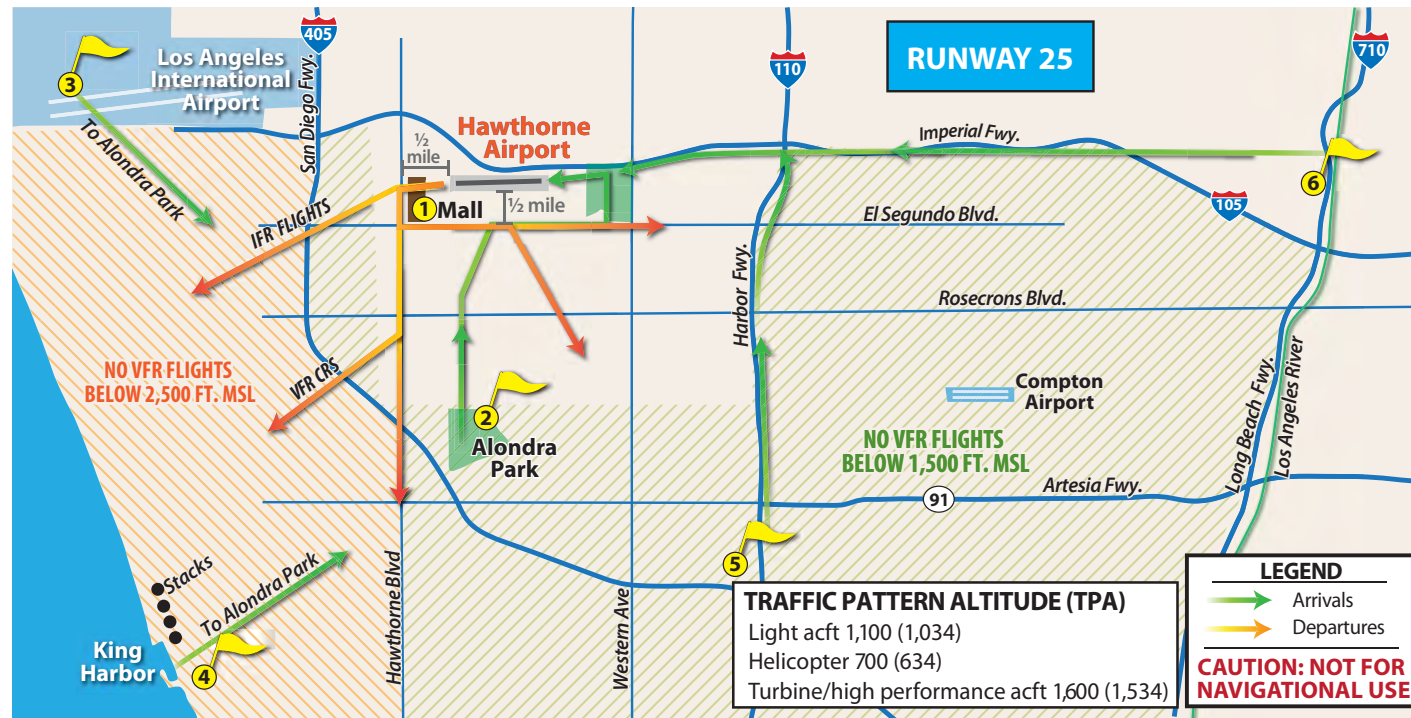 405
San Diego Fwy.
Los Angeles
International
Airport
3
To Alondra Park
110
RUNWAY 25
710
½
mile
Hawthorne
Airport
Imperial Fwy.
6
105
1
Mall
½ mile
El Segundo Blvd.
IFR FLIGHTS
Harbor Fwy.
Rosecrons Blvd.
NO VFR FLIGHTS
BELOW 2,500 FT. MSL
VFR CRS
2
Alondra
Park
Compton
Airport
NO VFR FLIGHTS
BELOW 1,500 FT. MSL
Long Beach Fwy.
Los Angeles River
91
Artesia Fwy.
5
Stacks
To Alondra Park
King
Harbor
4
Hawthorne Blvd
Western Ave
TRAFFIC PATTERN ALTITUDE (TPA)
Light acft 1,100 (1,034)
Helicopter 700 (634)
Turbine/high performance acft 1,600 (1,534)
LEGEND
Arrivals
Departures
CAUTION: NOT FOR
NAVIGATIONAL USE